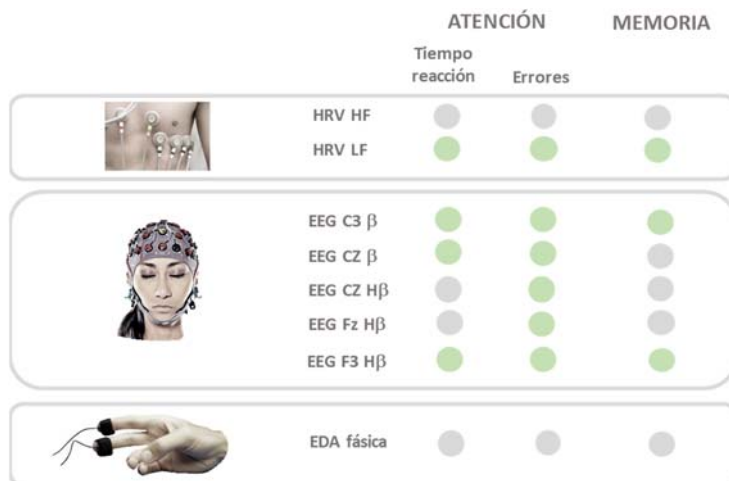 ATENCIÓN MEMORIA
Tiempo
reacción Errores
HRV HF
HRV LF
EEG C3 β
EEG CZ β
EEG CZ Hβ
EEG Fz Hβ
EEG F3 Hβ
EDA fásica